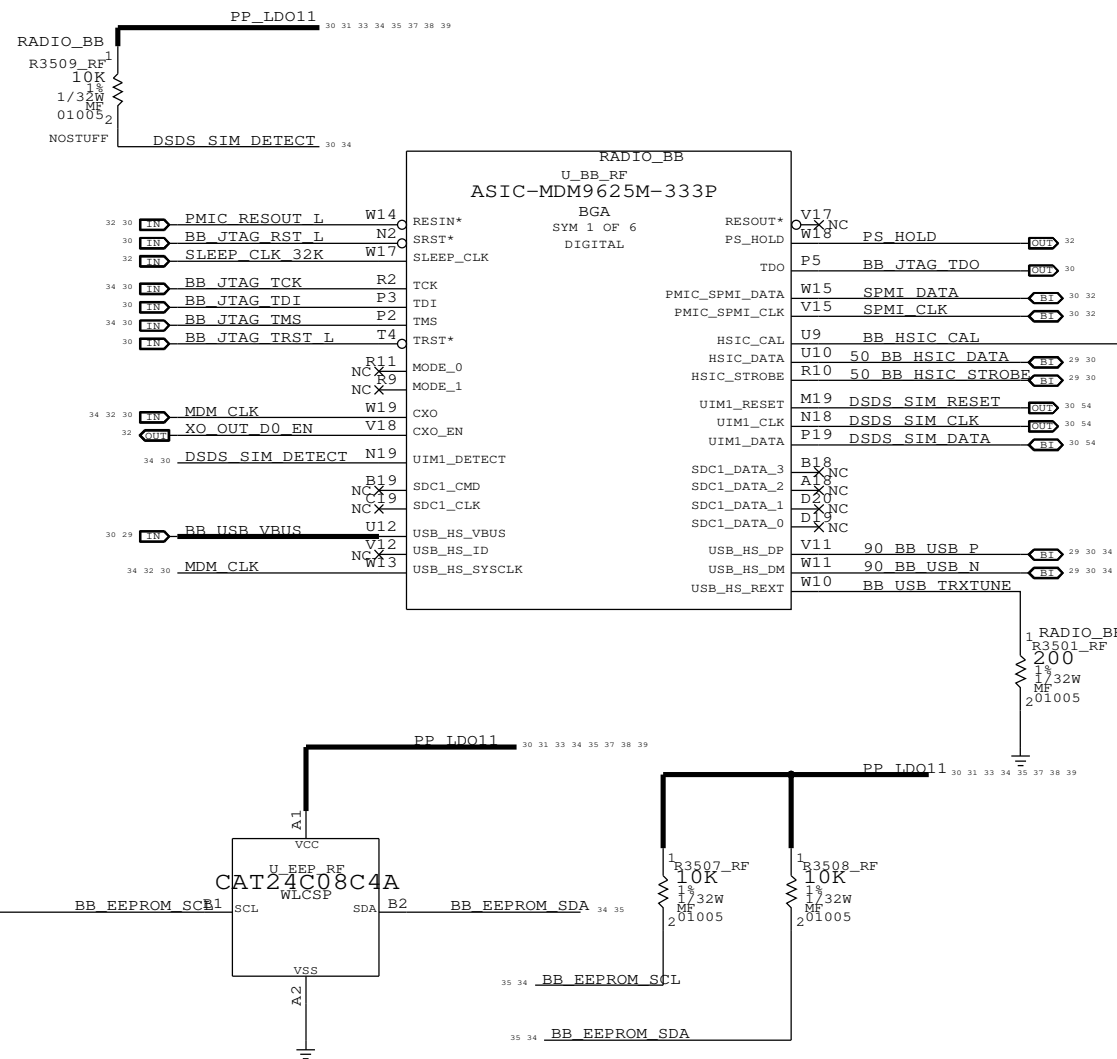 PP_LDO11 30 31 33 34 35 37 38 39
RADIO_BB
1
R3509_RF
10K
1%
1/32W
MF
01005
2
NOSTUFF
DSDS_SIM_DETECT 30 34
RADIO_BB
U_BB_RF
ASIC-MDM9625M-333P
BGA
SYM 1 OF 6
DIGITAL
32 30 IN PMIC_RESOUT_L W14 RESIN*
30 IN BB_JTAG_RST_L N2 SRST*
32 IN SLEEP_CLK_32K W17 SLEEP_CLK
34 30 IN BB_JTAG_TCK R2 TCK
30 IN BB_JTAG_TDI P3 TDI
34 30 IN BB_JTAG_TMS P2 TMS
30 IN BB_JTAG_TRST_L T4 TRST*
NC R11 MODE_0
NC R9 MODE_1
34 32 30 IN MDM_CLK W19 CXO
32 OUT XO_OUT_D0_EN V18 CXO_EN
34 30 DSDS_SIM_DETECT N19 UIM1_DETECT
NC B19 SDC1_CMD
NC C19 SDC1_CLK
30 29 IN BB_USB_VBUS U12 USB_HS_VBUS
NC V12 USB_HS_ID
34 32 30 MDM_CLK W13 USB_HS_SYSCLK
RESOUT* V17 NC
PS_HOLD W18 PS_HOLD OUT 32
TDO P5 BB_JTAG_TDO OUT 30
PMIC_SPMI_DATA W15 SPMI_DATA BI 30 32
PMIC_SPMI_CLK V15 SPMI_CLK BI 30 32
HSIC_CAL U9 BB_HSIC_CAL
HSIC_DATA U10 50_BB_HSIC_DATA BI 29 30
HSIC_STROBE R10 50_BB_HSIC_STROBE BI 29 30
UIM1_RESET M19 DSDS_SIM_RESET OUT 30 54
UIM1_CLK N18 DSDS_SIM_CLK OUT 30 54
UIM1_DATA P19 DSDS_SIM_DATA BI 30 54
SDC1_DATA_3 B18 NC
SDC1_DATA_2 A18 NC
SDC1_DATA_1 D20 NC
SDC1_DATA_0 D19 NC
USB_HS_DP V11 90_BB_USB_P BI 29 30 34
USB_HS_DM W11 90_BB_USB_N BI 29 30 34
USB_HS_REXT W10 BB_USB_TRXTUNE
1 RADIO_BB
R3501_RF
200
1%
1/32W
MF
2 01005
PP_LDO11 30 31 33 34 35 37 38 39
A1
VCC
U_EEP_RF
CAT24C08C4A
WLCSP
BB_EEPROM_SCL B1 SCL
SDA B2 BB_EEPROM_SDA 34 35
VSS
A2
PP_LDO11 30 31 33 34 35 37 38 39
1
R3507_RF
10K
1%
1/32W
MF
2 01005
1
R3508_RF
10K
1%
1/32W
MF
2 01005
35 34 BB_EEPROM_SCL
35 34 BB_EEPROM_SDA